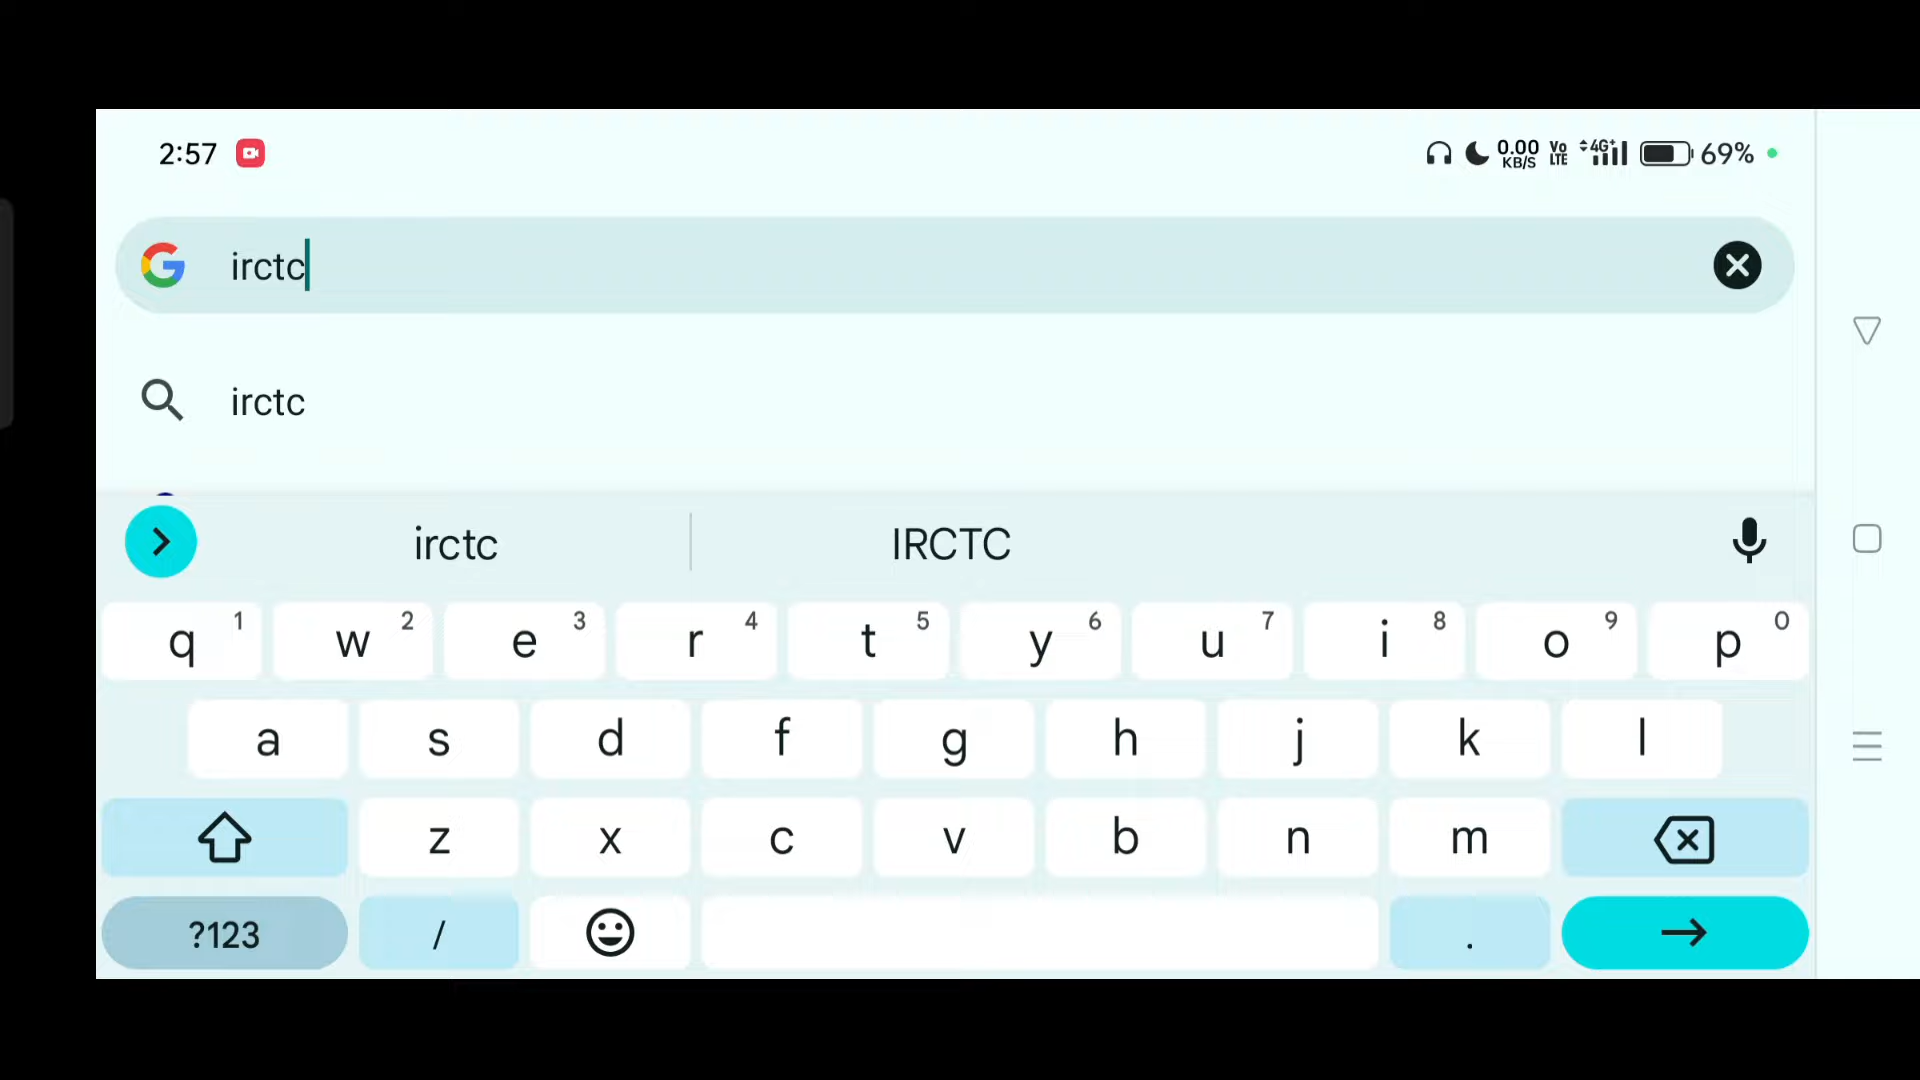 2:57 0.00 KB/S Vo LTE 4G+ 69%
irctc
irctc
irctc IRCTC
q 1 w 2 e 3 r 4 t 5 y 6 u 7 i 8 o 9 p 0
a s d f g h j k l
z x c v b n m
?123 / .